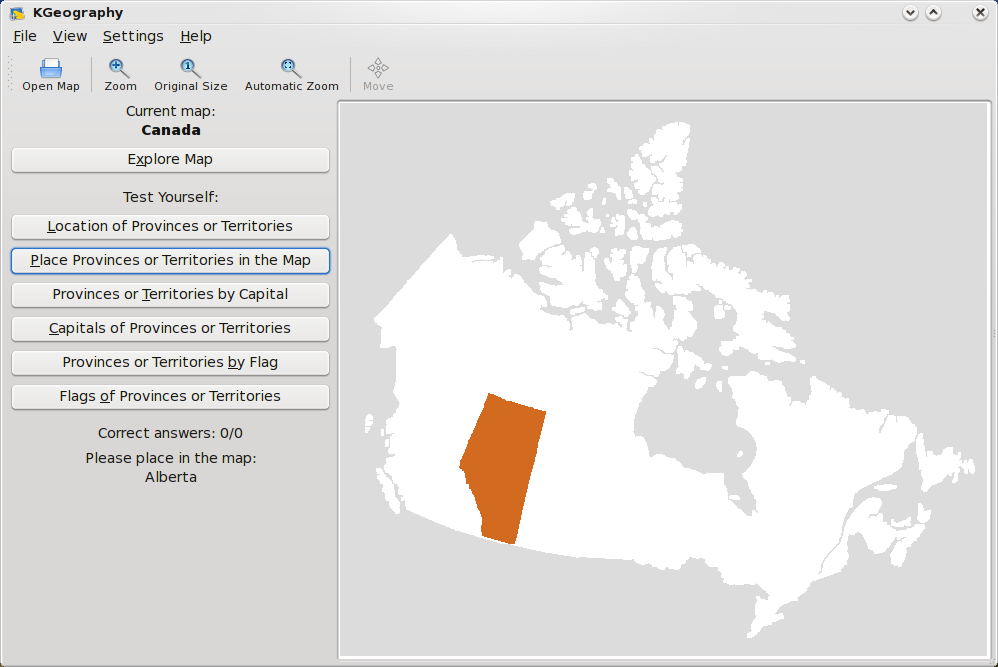 KGeography
File View Settings Help
Open Map Zoom Original Size Automatic Zoom Move
Current map:
Canada
Explore Map
Test Yourself:
Location of Provinces or Territories
Place Provinces or Territories in the Map
Provinces or Territories by Capital
Capitals of Provinces or Territories
Provinces or Territories by Flag
Flags of Provinces or Territories
Correct answers: 0/0
Please place in the map:
Alberta